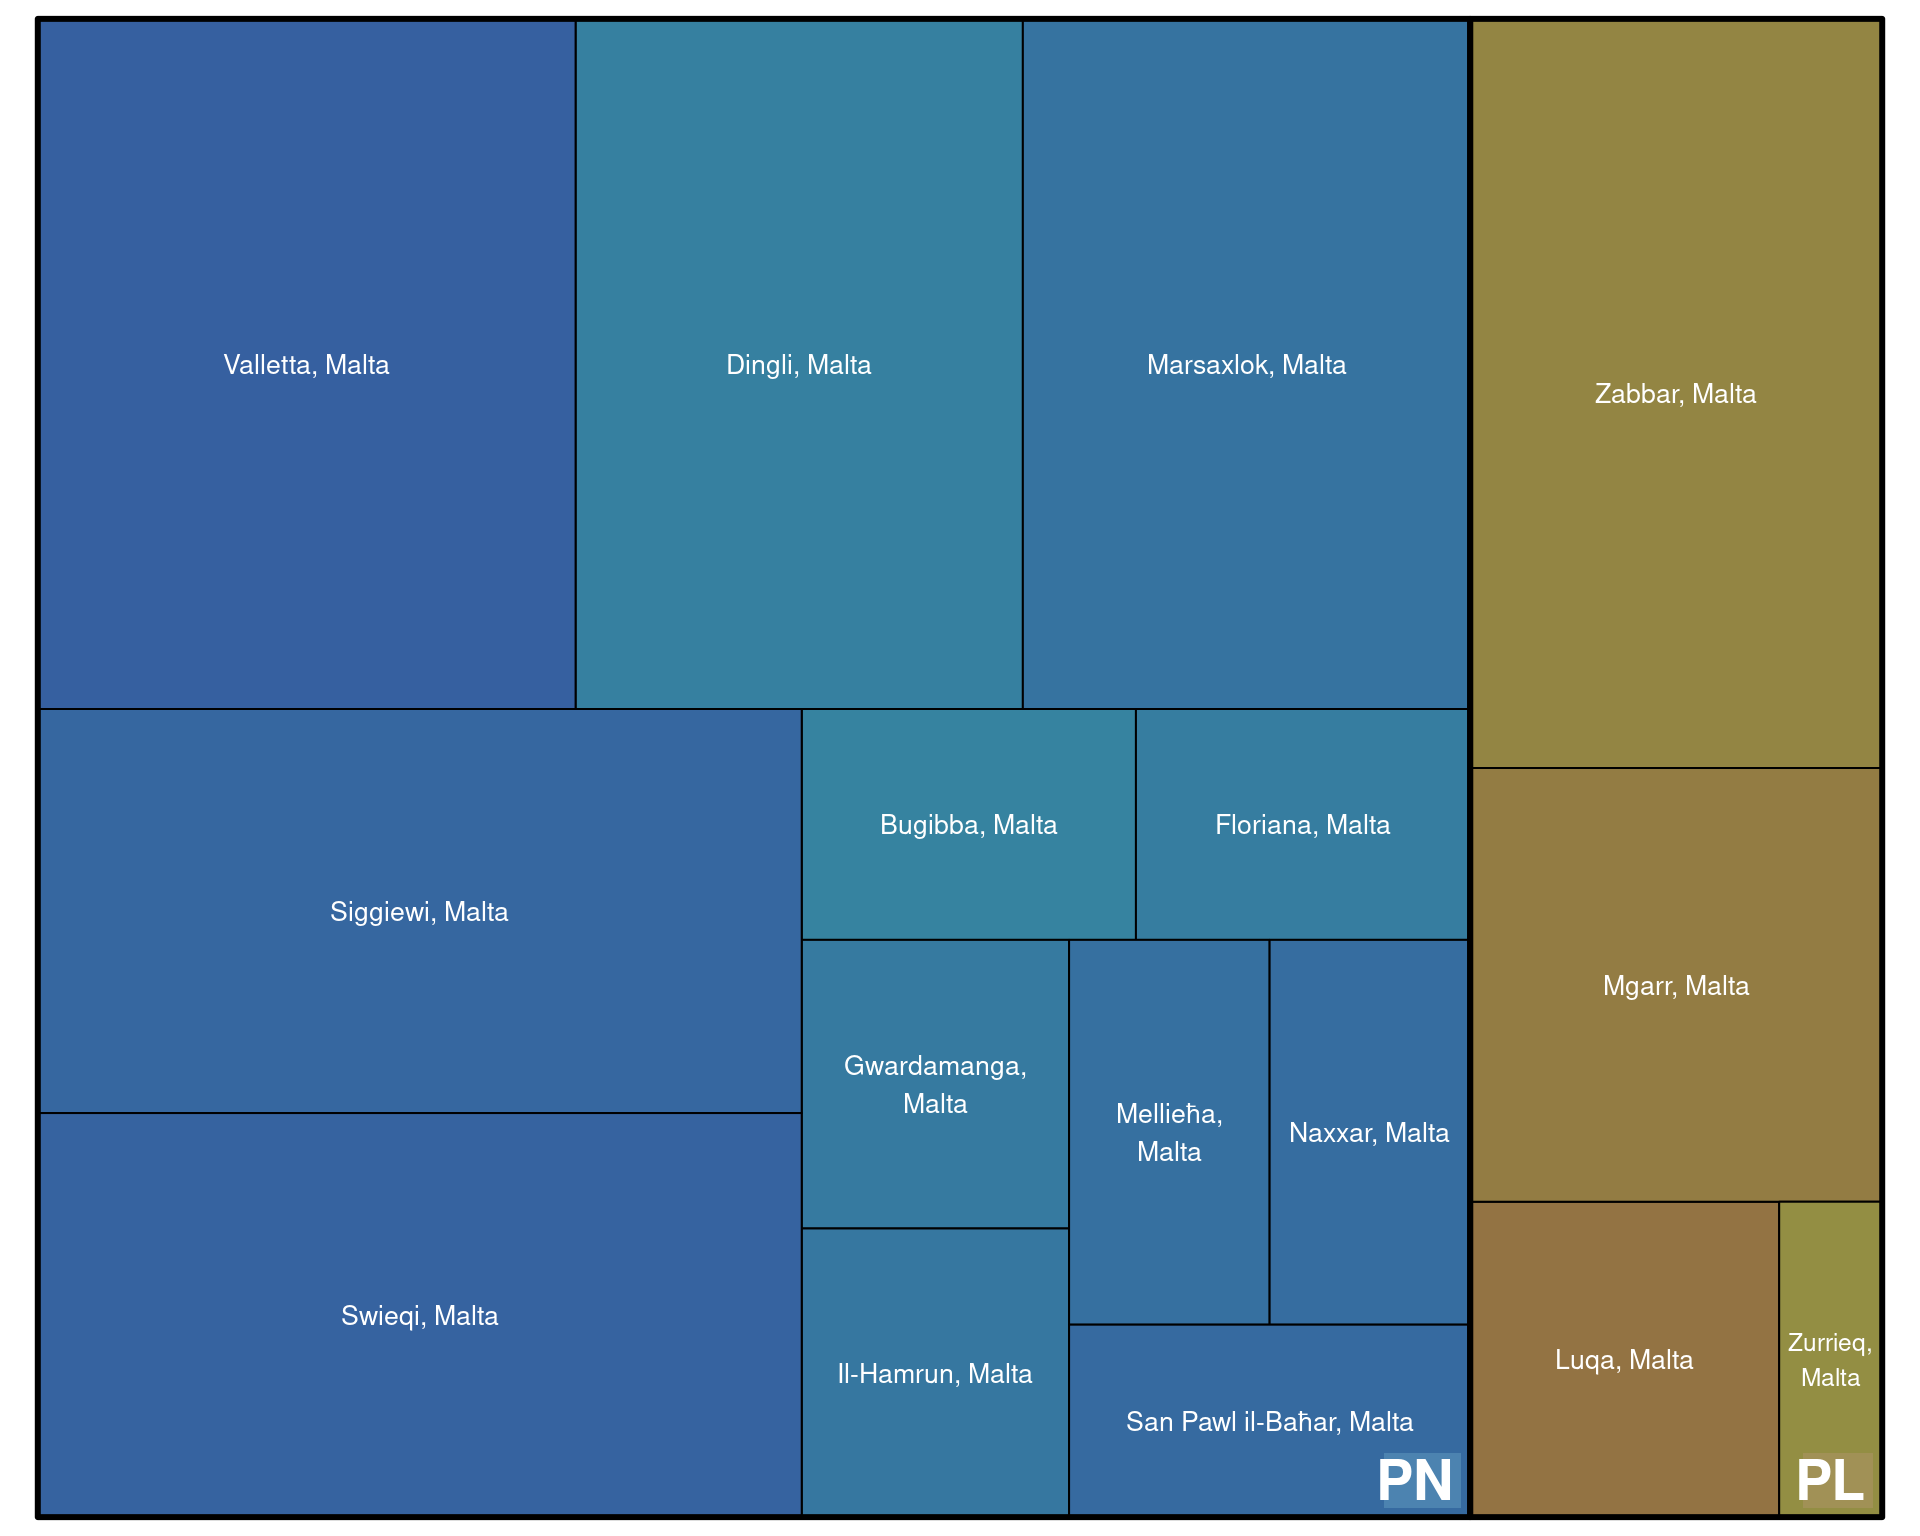 Valletta, Malta
Dingli, Malta
Marsaxlok, Malta
Zabbar, Malta
Siggiewi, Malta
Bugibba, Malta
Floriana, Malta
Mgarr, Malta
Gwardamanga,
Malta
Mellieħa,
Malta
Naxxar, Malta
Swieqi, Malta
Il-Hamrun, Malta
San Pawl il-Baħar, Malta
PN
Luqa, Malta
Zurrieq,
Malta
PL